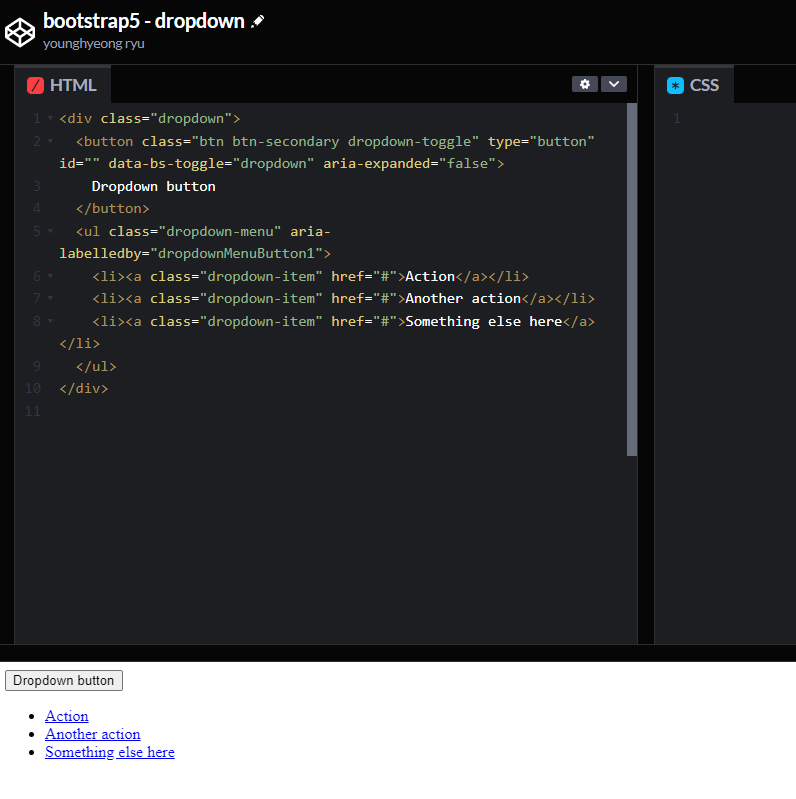 bootstrap5 - dropdown
younghyeong ryu
HTML
CSS
1 <div class="dropdown">
2 <button class="btn btn-secondary dropdown-toggle" type="button"
id="" data-bs-toggle="dropdown" aria-expanded="false">
3 Dropdown button
4 </button>
5 <ul class="dropdown-menu" aria-
labelledby="dropdownMenuButton1">
6 <li><a class="dropdown-item" href="#">Action</a></li>
7 <li><a class="dropdown-item" href="#">Another action</a></li>
8 <li><a class="dropdown-item" href="#">Something else here</a>
</li>
9 </ul>
10 </div>
11
1
Dropdown button
Action
Another action
Something else here